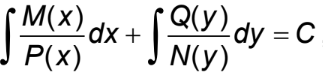 ∫ M(x)/P(x) dx + ∫ Q(y)/N(y) dy = C